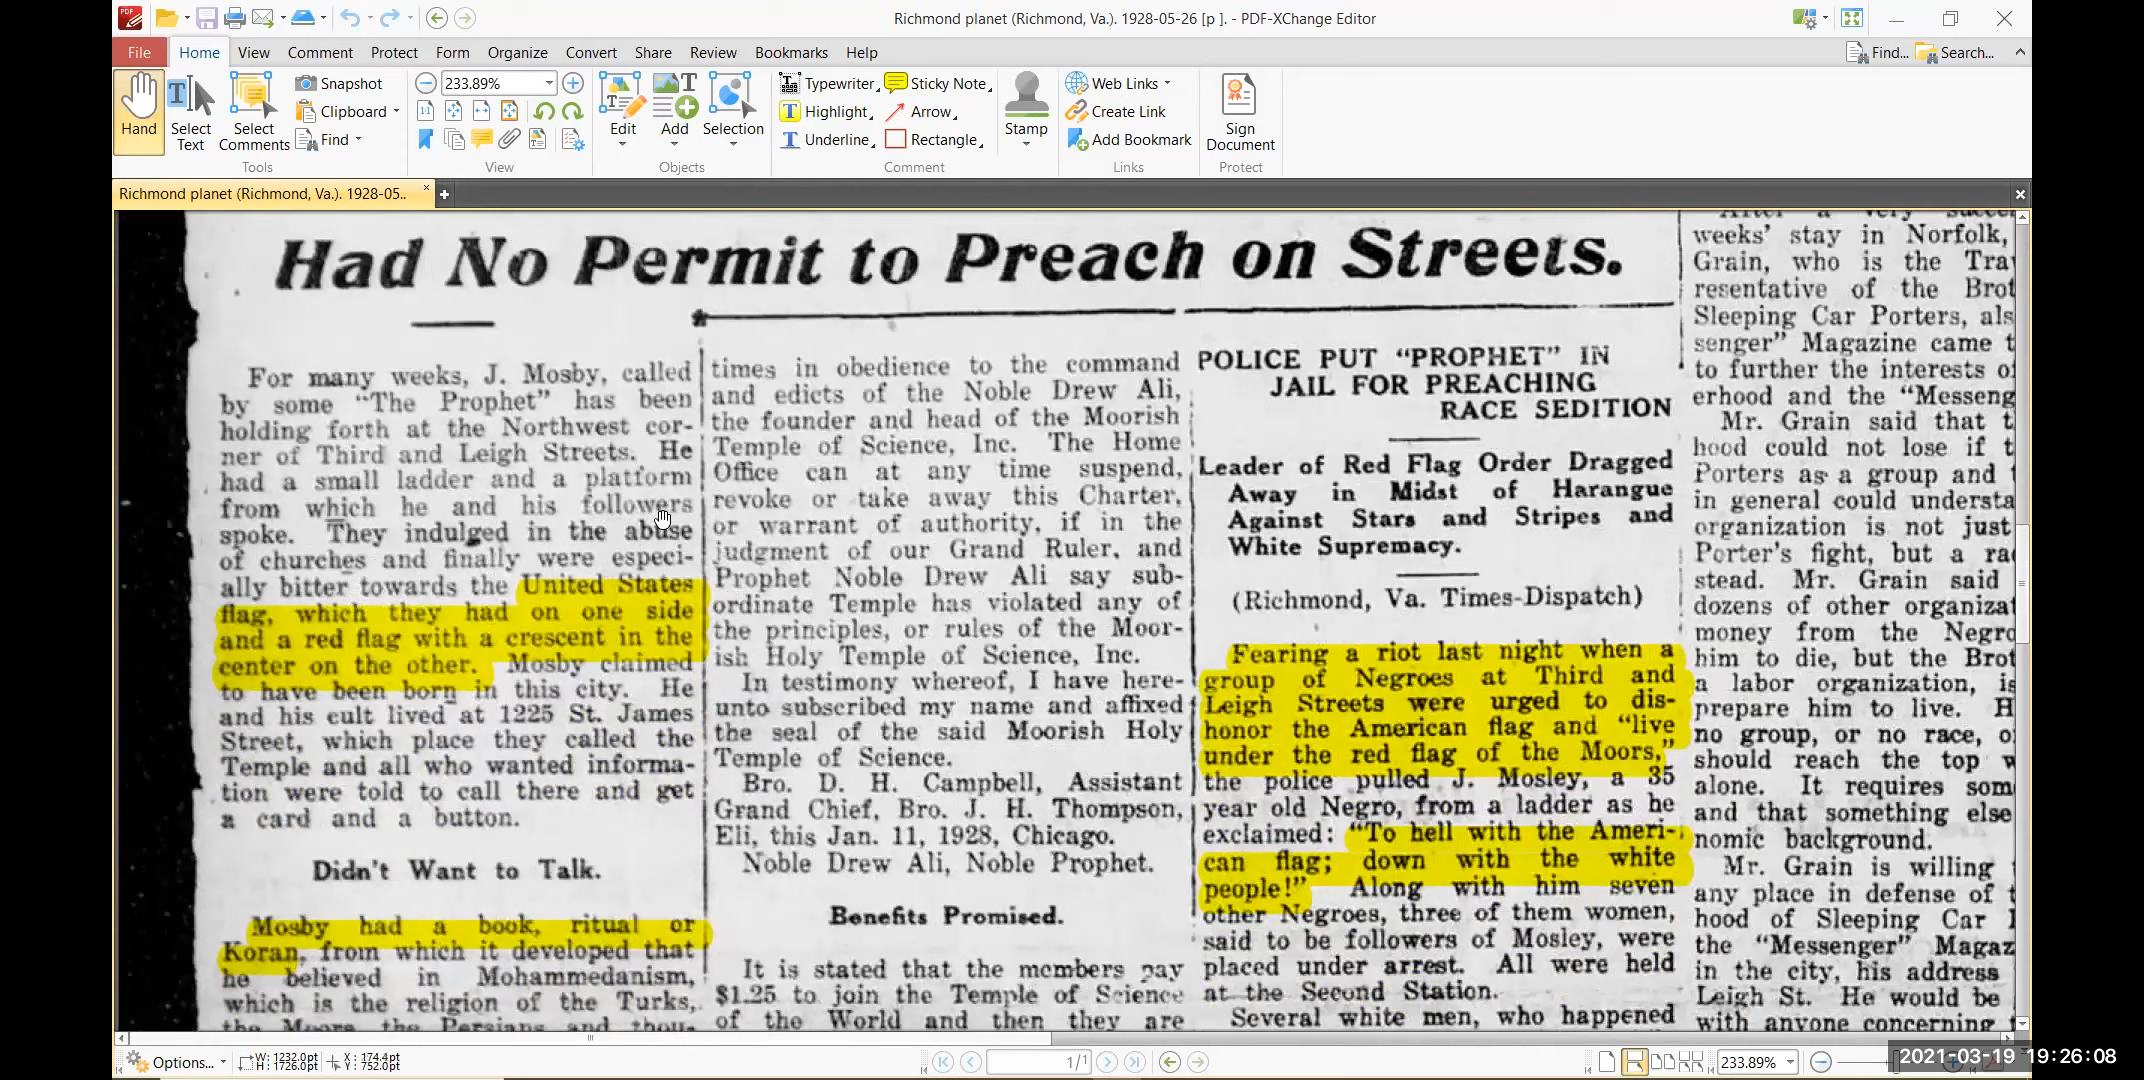 Richmond planet (Richmond, Va.) 1928-05-26 [p ]. - PDF-XChange Editor
File Home View Comment Protect Form Organize Convert Share Review Bookmarks Help
Find... Search...
Hand
Select
Text
Select
Comments
Snapshot
Clipboard
Find
Tools
233.89%
View
Edit
Add
Selection
Objects
Typewriter
Highlight
Underline
Sticky Note
Arrow
Rectangle
Stamp
Comment
Web Links
Create Link
Add Bookmark
Links
Sign
Document
Protect
Richmond planet (Richmond, Va.). 1928-05..
Had No Permit to Preach on Streets.
For many weeks, J. Mosby, called
by some "The Prophet" has been
holding forth at the Northwest cor-
ner of Third and Leigh Streets. He
had a small ladder and a platform
from which he and his followers
spoke. They indulged in the abuse
of churches and finally were especi-
ally bitter towards the United States
flag, which they had on one side
and a red flag with a crescent in the
center on the other. Mosby claimed
to have been born in this city. He
and his cult lived at 1225 St. James
Street, which place they called the
Temple and all who wanted informa-
tion were told to call there and get
a card and a button.
Didn't Want to Talk.
Mosby had a book, ritual or
Koran, from which it developed that
he believed in Mohammedanism,
which is the religion of the Turks,
the Moors, the Persians and thou-
times in obedience to the command
and edicts of the Noble Drew Ali,
the founder and head of the Moorish
Temple of Science, Inc. The Home
Office can at any time suspend,
revoke or take away this Charter,
or warrant of authority, if in the
judgment of our Grand Ruler, and
Prophet Noble Drew Ali say sub-
ordinate Temple has violated any of
the principles, or rules of the Moor-
ish Holy Temple of Science, Inc.
In testimony whereof, I have here-
unto subscribed my name and affixed
the seal of the said Moorish Holy
Temple of Science.
Bro. D. H. Campbell, Assistant
Grand Chief, Bro. J. H. Thompson,
Eli, this Jan. 11, 1928, Chicago.
Noble Drew Ali, Noble Prophet.
Benefits Promised.
It is stated that the members pay
$1.25 to join the Temple of Science
of the World and then they are
POLICE PUT "PROPHET" IN
JAIL FOR PREACHING
RACE SEDITION
Leader of Red Flag Order Dragged
Away in Midst of Harangue
Against Stars and Stripes and
White Supremacy.
(Richmond, Va. Times-Dispatch)
Fearing a riot last night when a
group of Negroes at Third and
Leigh Streets were urged to dis-
honor the American flag and "live
under the red flag of the Moors,"
the police pulled J. Mosley, a 35
year old Negro, from a ladder as he
exclaimed: "To hell with the Ameri-
can flag; down with the white
people!" Along with him seven
other Negroes, three of them women,
said to be followers of Mosley, were
placed under arrest. All were held
at the Second Station.
Several white men, who happened
After a very succe
weeks' stay in Norfolk,
Grain, who is the Tra
resentative of the Brot
Sleeping Car Porters, als
senger" Magazine came t
to further the interests of
erhood and the "Messeng
Mr. Grain said that t
hood could not lose if t
Porters as a group and
in general could understa
organization is not just
Porter's fight, but a ra
stead. Mr. Grain said
dozens of other organizat
money from the Negro
him to die, but the Brot
a labor organization, is
prepare him to live. H
no group, or no race, o
should reach the top w
alone. It requires som
and that something else
nomic background.
Mr. Grain is willing
any place in defense of t
hood of Sleeping Car
the "Messenger" Magaz
in the city, his address
Leigh St. He would be
with anyone concerning
Options...
W: 1232.0pt
H: 1726.0pt
X: 174.4pt
Y: 752.0pt
1/1
233.89%
2021-03-19 19:26:08